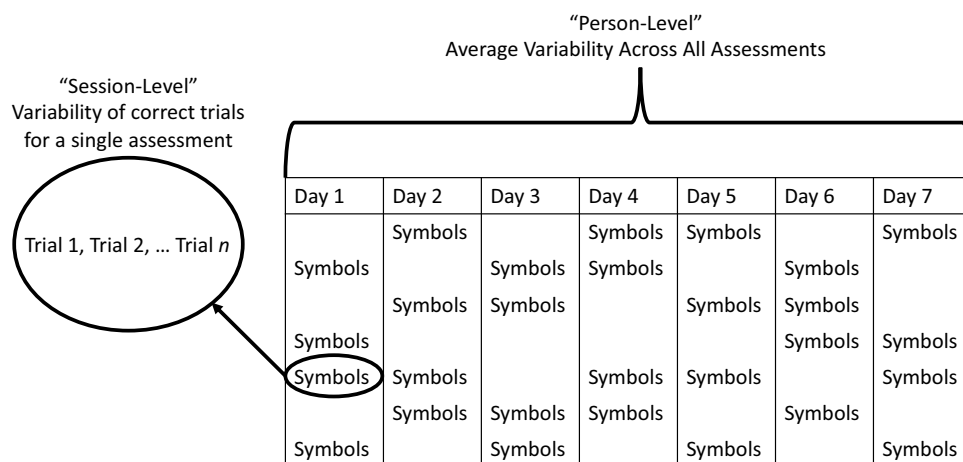 “Person-Level”
Average Variability Across All Assessments
“Session-Level”
Variability of correct trials
for a single assessment
Trial 1, Trial 2, ... Trial n
Day 1 Day 2 Day 3 Day 4 Day 5 Day 6 Day 7
Symbols Symbols Symbols Symbols
Symbols Symbols Symbols Symbols
Symbols Symbols Symbols Symbols
Symbols Symbols Symbols
Symbols Symbols Symbols Symbols Symbols
Symbols Symbols Symbols Symbols
Symbols Symbols Symbols Symbols